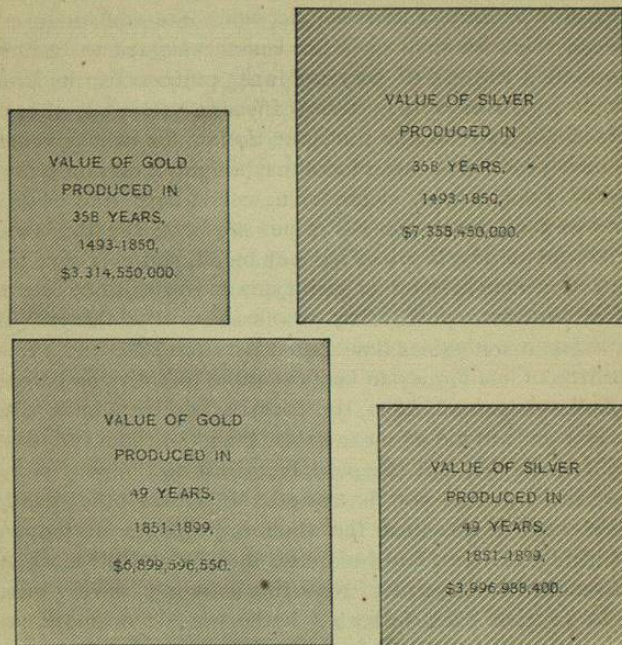 VALUE OF GOLD
PRODUCED IN
358 YEARS,
1493-1850,
$3,314,550,000.
VALUE OF SILVER
PRODUCED IN
358 YEARS,
1493-1850,
$7,358,450,000.
VALUE OF GOLD
PRODUCED IN
49 YEARS,
1851-1899,
$6,899,596,550.
VALUE OF SILVER
PRODUCED IN
49 YEARS,
1851-1899,
$3,996,988,400.